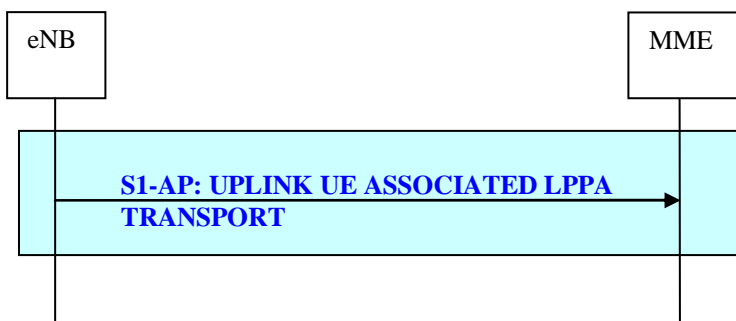 eNB
MME
S1-AP: UPLINK UE ASSOCIATED LPPA
TRANSPORT